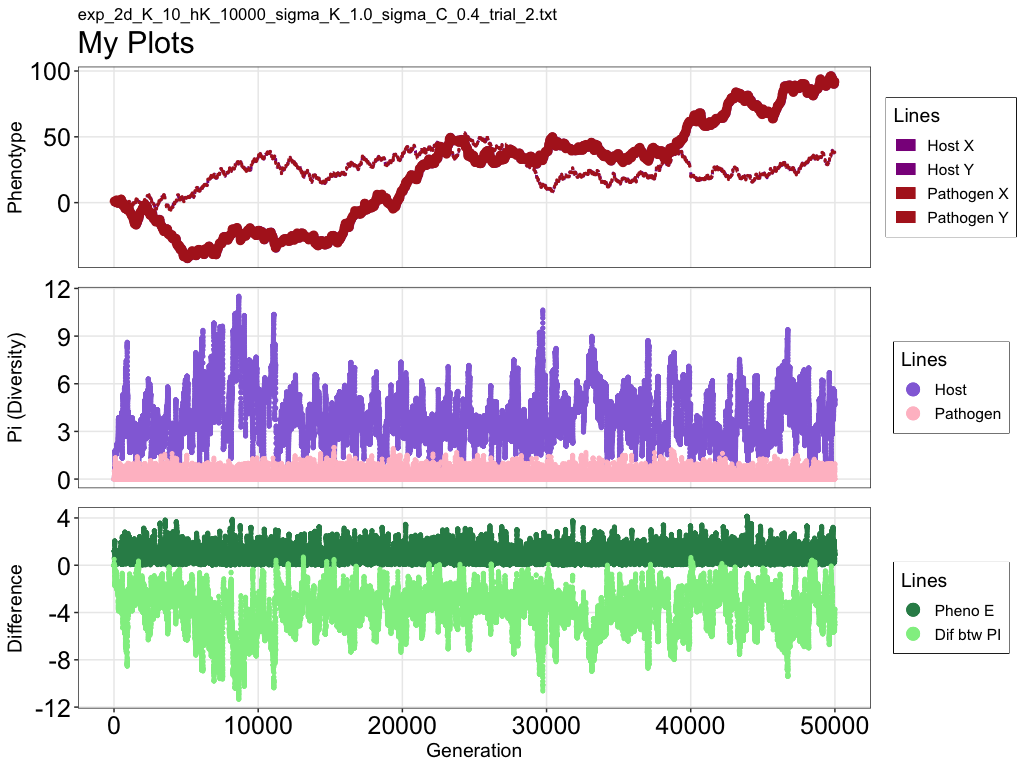 exp_2d_K_10_hK_10000_sigma_K_1.0_sigma_C_0.4_trial_2.txt
My Plots
100
50
0
Phenotype
Lines
Host X
Host Y
Pathogen X
Pathogen Y
12
9
6
3
0
Pi (Diversity)
Lines
Host
Pathogen
4
0
-4
-8
-12
Difference
Lines
Pheno E
Dif btw PI
0 10000 20000 30000 40000 50000
Generation